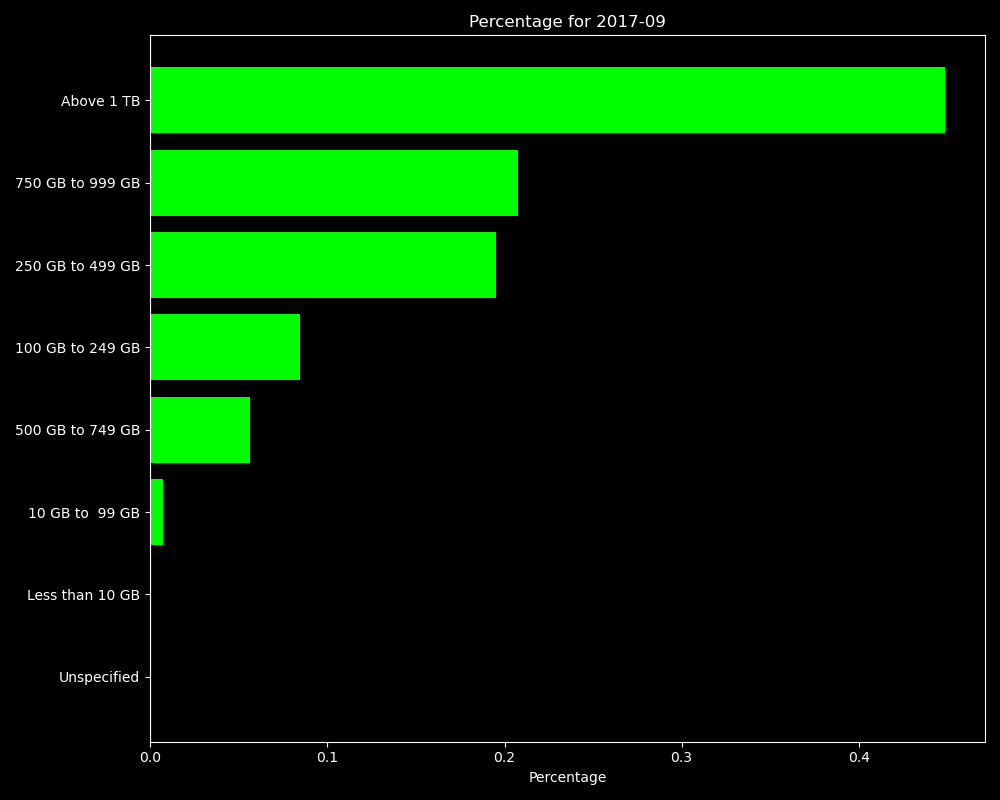 Percentage for 2017-09
Above 1 TB
750 GB to 999 GB
250 GB to 499 GB
100 GB to 249 GB
500 GB to 749 GB
10 GB to  99 GB
Less than 10 GB
Unspecified
0.0 0.1 0.2 0.3 0.4
Percentage